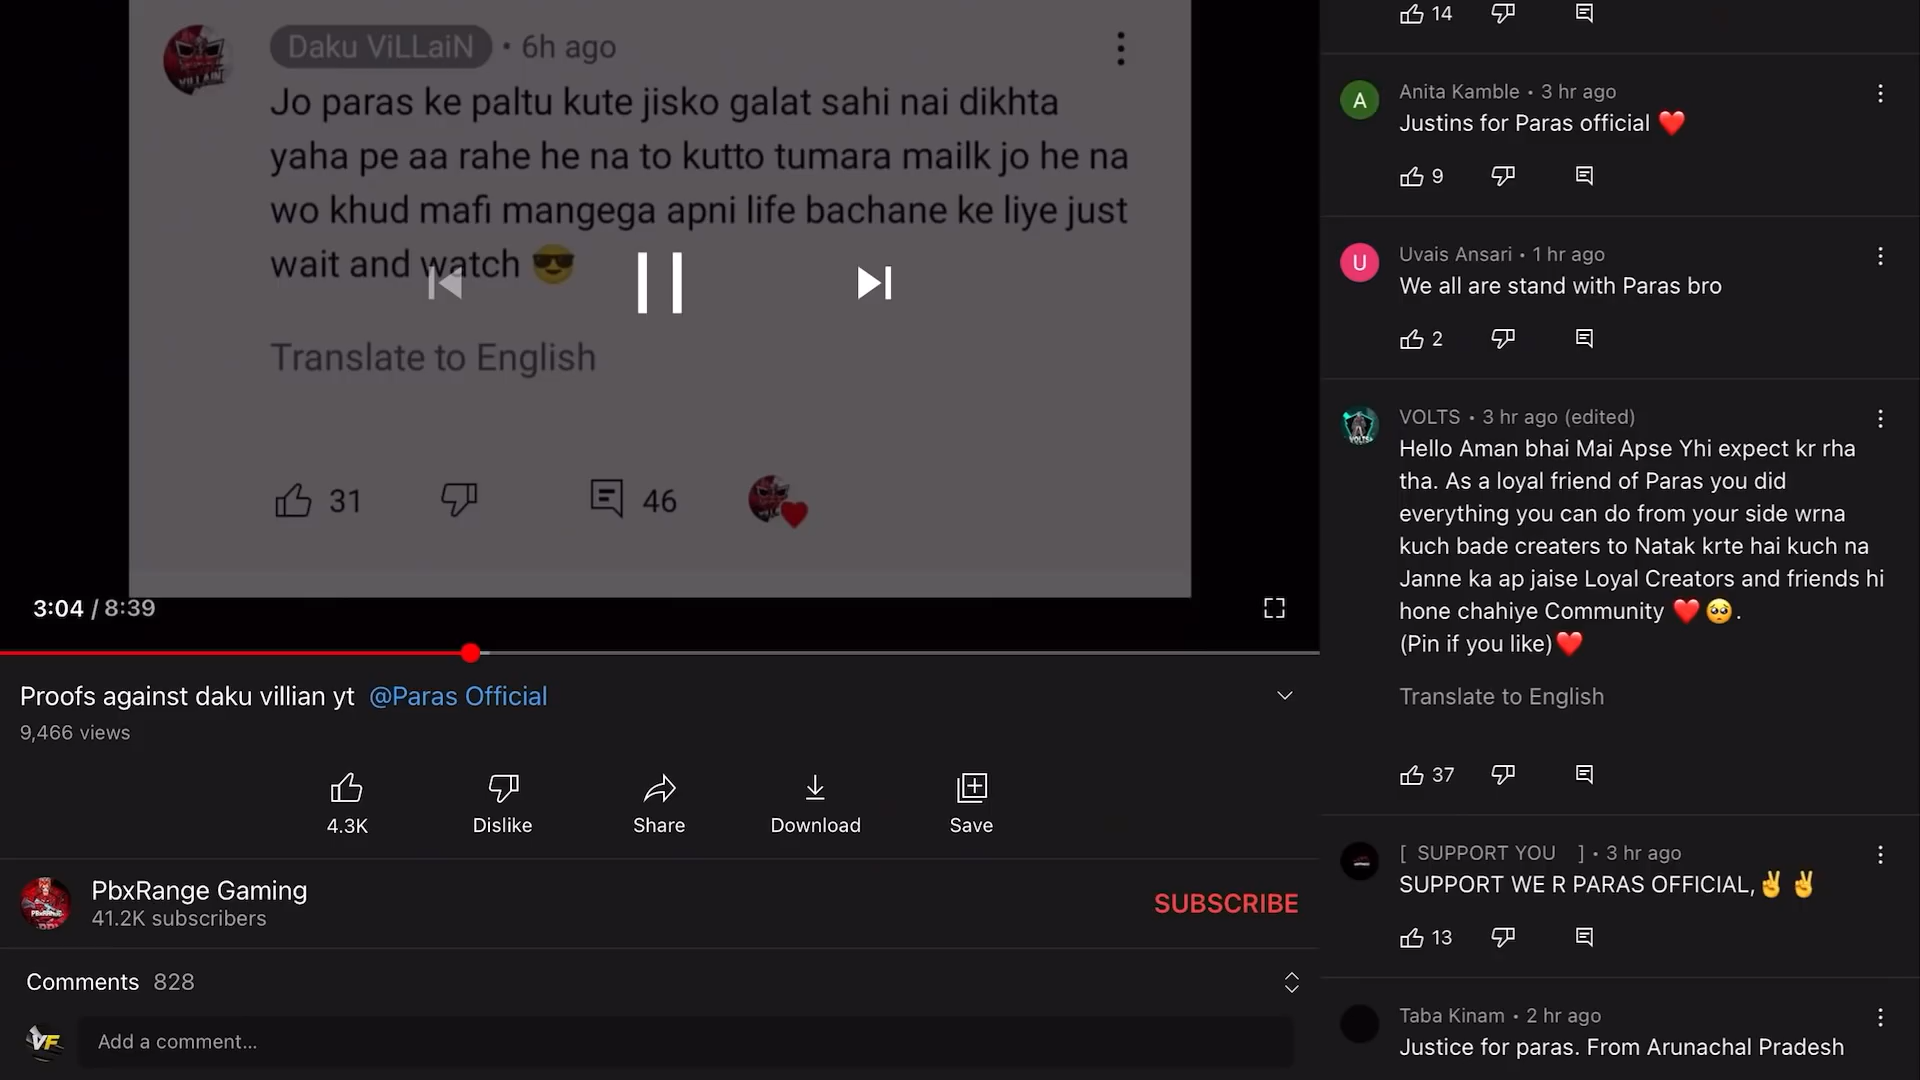 Daku ViLLaiN • 6h ago
Jo paras ke paltu kute jisko galat sahi nai dikhta
yaha pe aa rahe he na to kutto tumara mailk jo he na
wo khud mafi mangega apni life bachane ke liye just
wait and watch 😎
Translate to English
31
46
3:04 / 8:39
Proofs against daku villian yt @Paras Official
9,466 views
4.3K
Dislike
Share
Download
Save
PbxRange Gaming
41.2K subscribers
SUBSCRIBE
Comments 828
VF
Add a comment...
14
A
Anita Kamble • 3 hr ago
Justins for Paras official ❤️
9
U
Uvais Ansari • 1 hr ago
We all are stand with Paras bro
2
VOLTS • 3 hr ago (edited)
Hello Aman bhai Mai Apse Yhi expect kr rha
tha. As a loyal friend of Paras you did
everything you can do from your side wrna
kuch bade creaters to Natak krte hai kuch na
Janne ka ap jaise Loyal Creators and friends hi
hone chahiye Community ❤️🥺.
(Pin if you like)❤️
Translate to English
37
[ SUPPORT YOU ] • 3 hr ago
SUPPORT WE R PARAS OFFICIAL,✌️✌️
13
Taba Kinam • 2 hr ago
Justice for paras. From Arunachal Pradesh